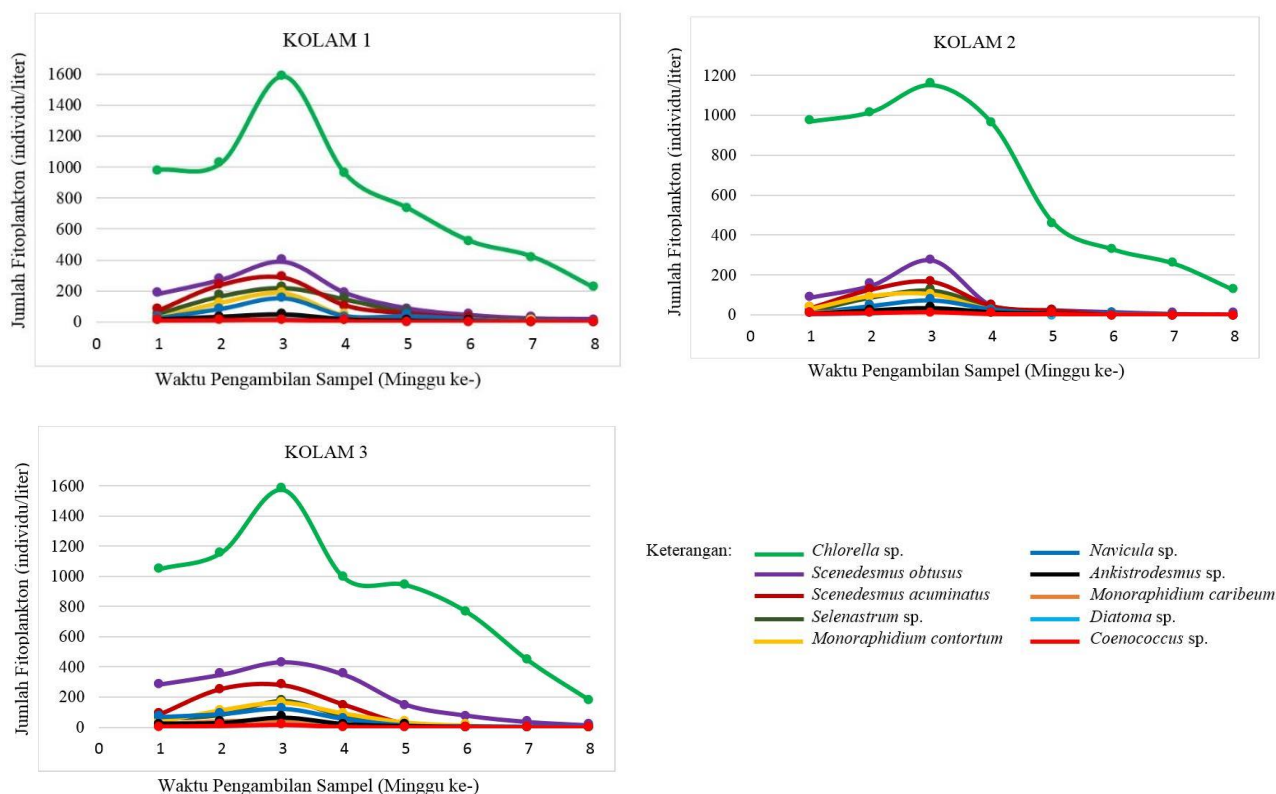 KOLAM 1
Jumlah Fitoplankton (individu/liter)
1600
1400
1200
1000
800
600
400
200
0
0 1 2 3 4 5 6 7 8
Waktu Pengambilan Sampel (Minggu ke-)
KOLAM 2
Jumlah Fitoplankton (individu/liter)
1200
1000
800
600
400
200
0
0 1 2 3 4 5 6 7 8
Waktu Pengambilan Sampel (Minggu ke-)
KOLAM 3
Jumlah Fitoplankton (individu/liter)
1600
1400
1200
1000
800
600
400
200
0
0 1 2 3 4 5 6 7 8
Waktu Pengambilan Sampel (Minggu ke-)
Keterangan:
Chlorella sp.
Scenedesmus obtusus
Scenedesmus acuminatus
Selenastrum sp.
Monoraphidium contortum
Navicula sp.
Ankistrodesmus sp.
Monoraphidium caribeum
Diatoma sp.
Coenococcus sp.